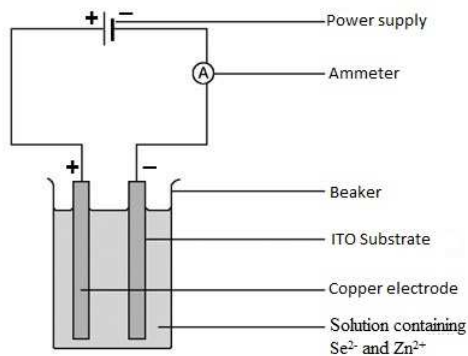 + −
Power supply
A
Ammeter
+ −
Beaker
ITO Substrate
Copper electrode
Solution containing
Se²⁻ and Zn²⁺